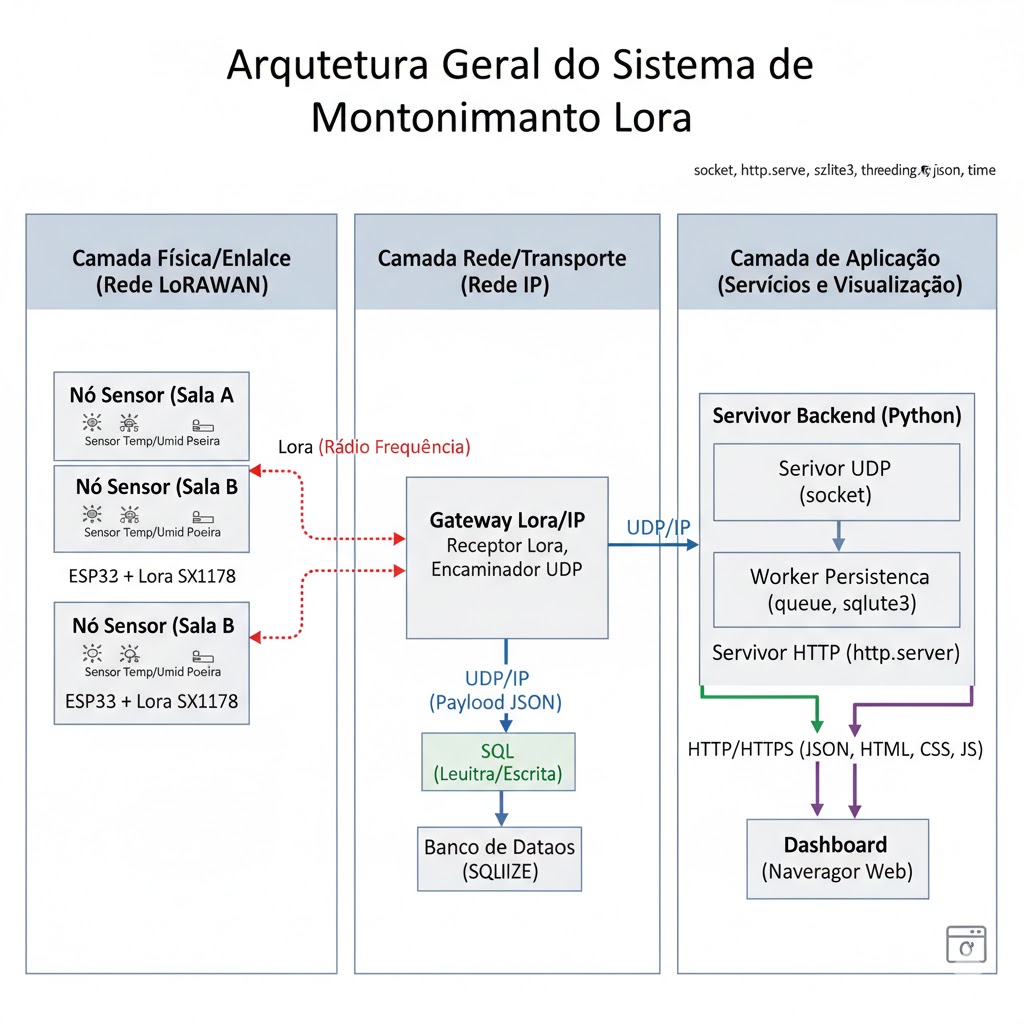 Arqutetura Geral do Sistema de
Montonimmanto Lora
socket, http.serve, szlite3, threeding, json, time
Camada Física/Enlalce
(Rede LoRAWAN)
Nó Sensor (Sala A
Sensor Temp/Umid Pseira
Nó Sensor (Sala B
Sensor Temp/Umid Poeira
ESP33 + Lora SX1178
Nó Sensor (Sala B
Sensor Temp/Umid Poeira
ESP33 + Lora SX1178
Lora (Rádio Frequência)
Camada Rede/Transporte
(Rede IP)
Gateway Lora/IP
Receptor Lora,
Encaminador UDP
UDP/IP
UDP/IP
(Paylood JSON)
SQL
(Leuitra/Escrita)
Banco de Dataos
(SQLIIZE)
Camada de Aplicação
(Servícios e Visualização)
Servivor Backend (Python)
Serivor UDP
(socket)
Worker Persistenca
(queue, sqlute3)
Servivor HTTP (http.server)
HTTP/HTTPS (JSON, HTML, CSS, JS)
Dashboard
(Naveragor Web)